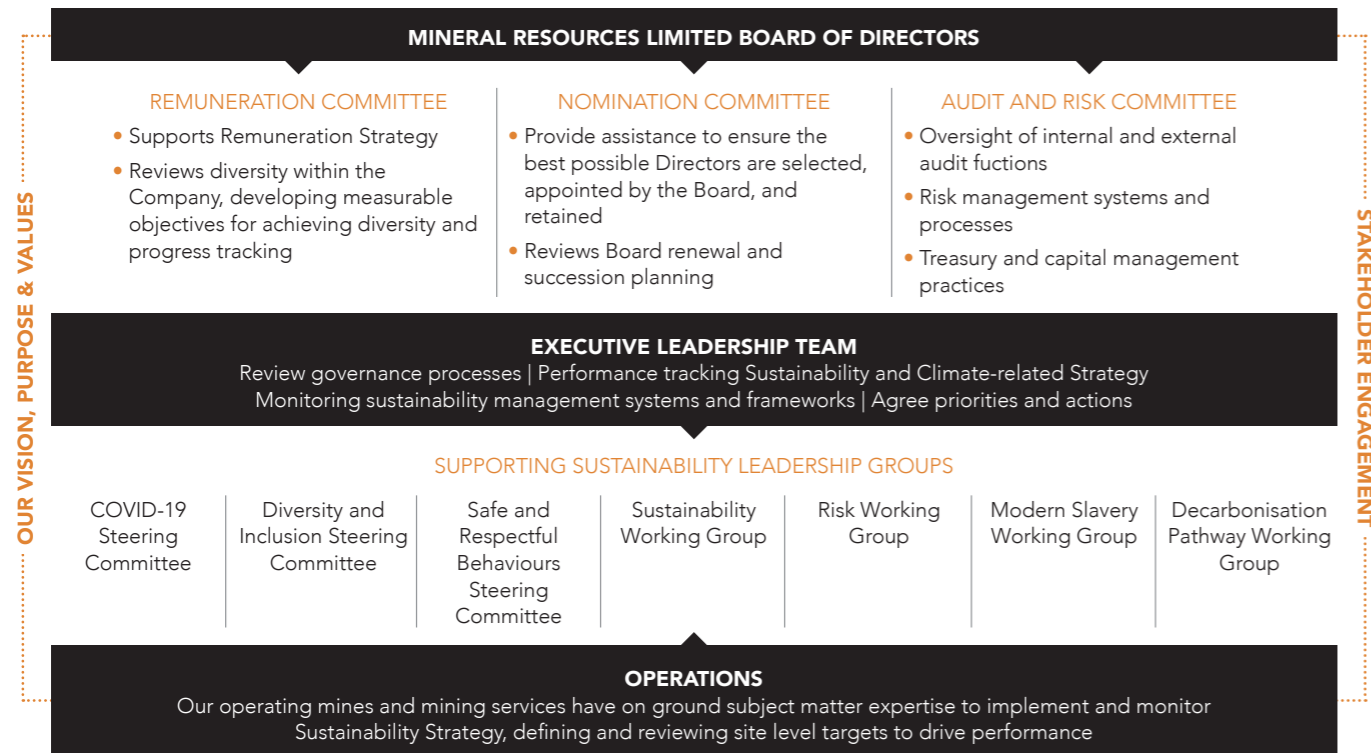 MINERAL RESOURCES LIMITED BOARD OF DIRECTORS
OUR VISION, PURPOSE & VALUES
STAKEHOLDER ENGAGEMENT
REMUNERATION COMMITTEE
• Supports Remuneration Strategy
• Reviews diversity within the
Company, developing measurable
objectives for achieving diversity and
progress tracking
NOMINATION COMMITTEE
• Provide assistance to ensure the
best possible Directors are selected,
appointed by the Board, and
retained
• Reviews Board renewal and
succession planning
AUDIT AND RISK COMMITTEE
• Oversight of internal and external
audit fuctions
• Risk management systems and
processes
• Treasury and capital management
practices
EXECUTIVE LEADERSHIP TEAM
Review governance processes | Performance tracking Sustainability and Climate-related Strategy
Monitoring sustainability management systems and frameworks | Agree priorities and actions
SUPPORTING SUSTAINABILITY LEADERSHIP GROUPS
COVID-19
Steering
Committee
Diversity and
Inclusion Steering
Committee
Safe and
Respectful
Behaviours
Steering
Committee
Sustainability
Working Group
Risk Working
Group
Modern Slavery
Working Group
Decarbonisation
Pathway Working
Group
OPERATIONS
Our operating mines and mining services have on ground subject matter expertise to implement and monitor
Sustainability Strategy, defining and reviewing site level targets to drive performance